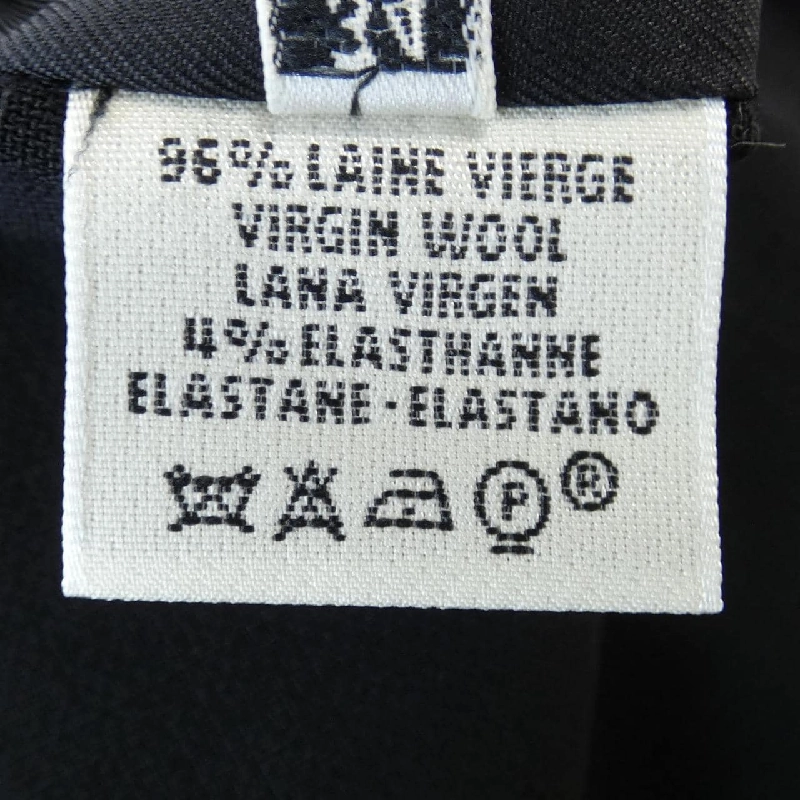 96% LAINE VIERGE
VIRGIN WOOL
LANA VIRGEN
4% ELASTHANNE
ELASTANE·ELASTANO
P ®